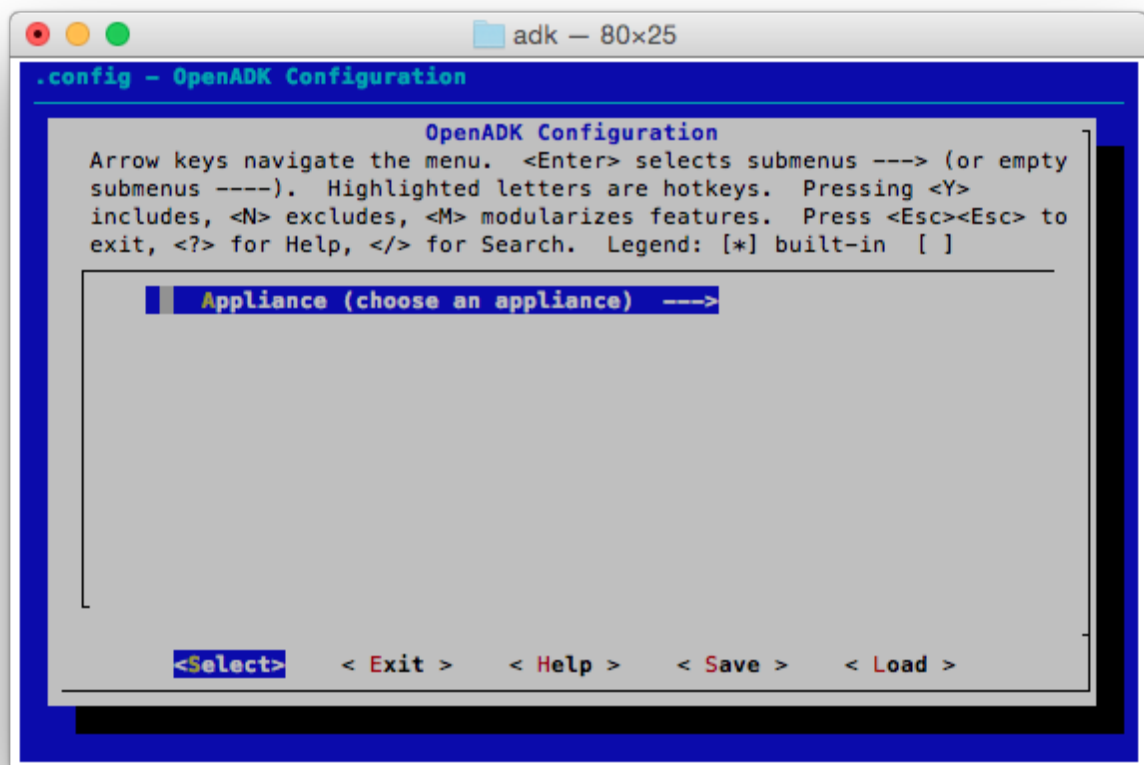 adk — 80×25
.config - OpenADK Configuration
OpenADK Configuration
Arrow keys navigate the menu.  <Enter> selects submenus ---> (or empty
submenus ----).  Highlighted letters are hotkeys.  Pressing <Y>
includes, <N> excludes, <M> modularizes features.  Press <Esc><Esc> to
exit, <?> for Help, </> for Search.  Legend: [*] built-in  [ ]
Appliance (choose an appliance)  --->
<Select>    < Exit >    < Help >    < Save >    < Load >